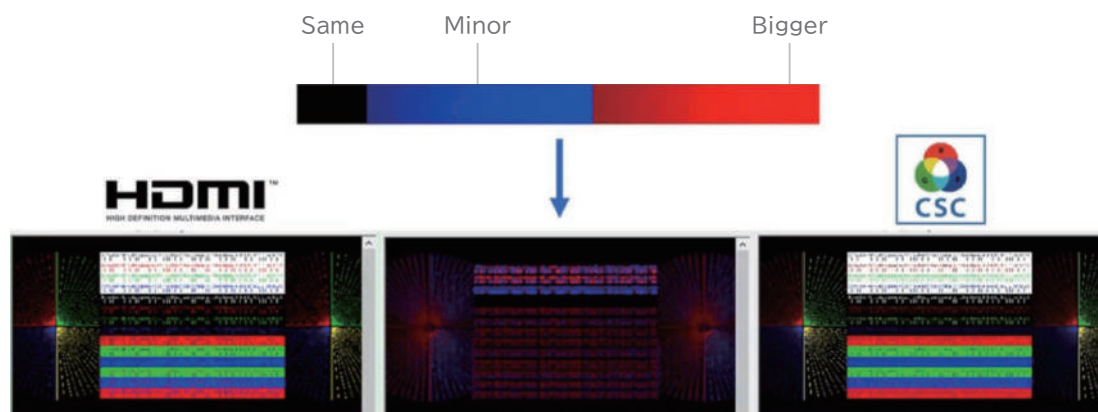 Same Minor Bigger
HDMI™
HIGH DEFINITION MULTIMEDIA INTERFACE
CSC